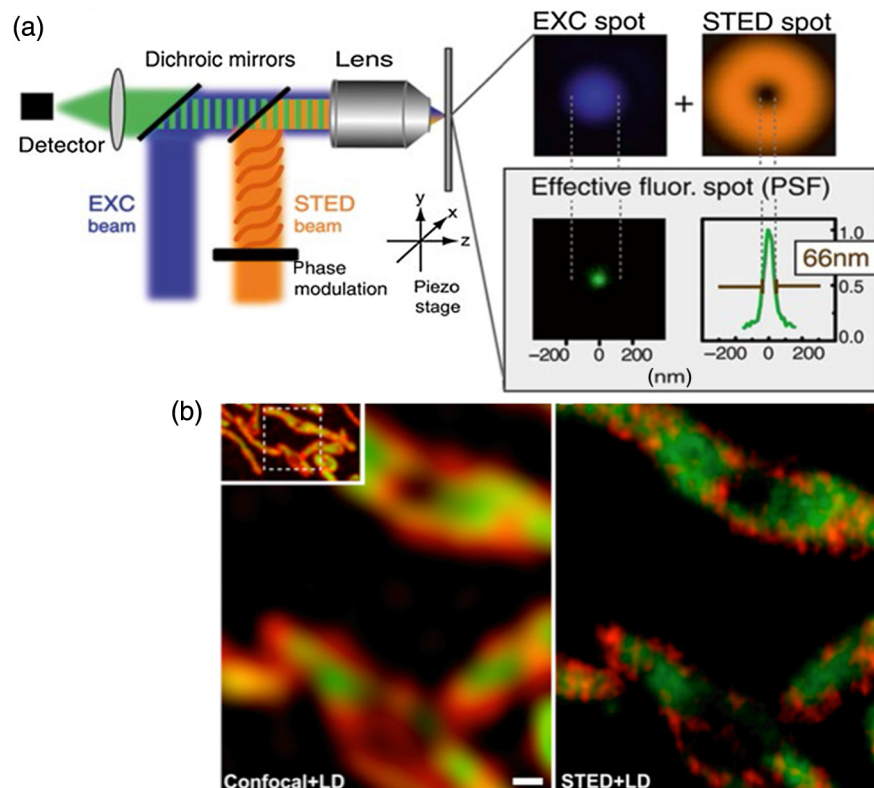 (a)
EXC spot
STED spot
Dichroic mirrors
Lens
Detector
+
EXC
beam
STED
beam
Phase
modulation
y
x
z
Piezo
stage
Effective fluor. spot (PSF)
1.0
66nm
0.5
0.0
−200 0 200
−200 0 200
(nm)
(b)
Confocal+LD
STED+LD